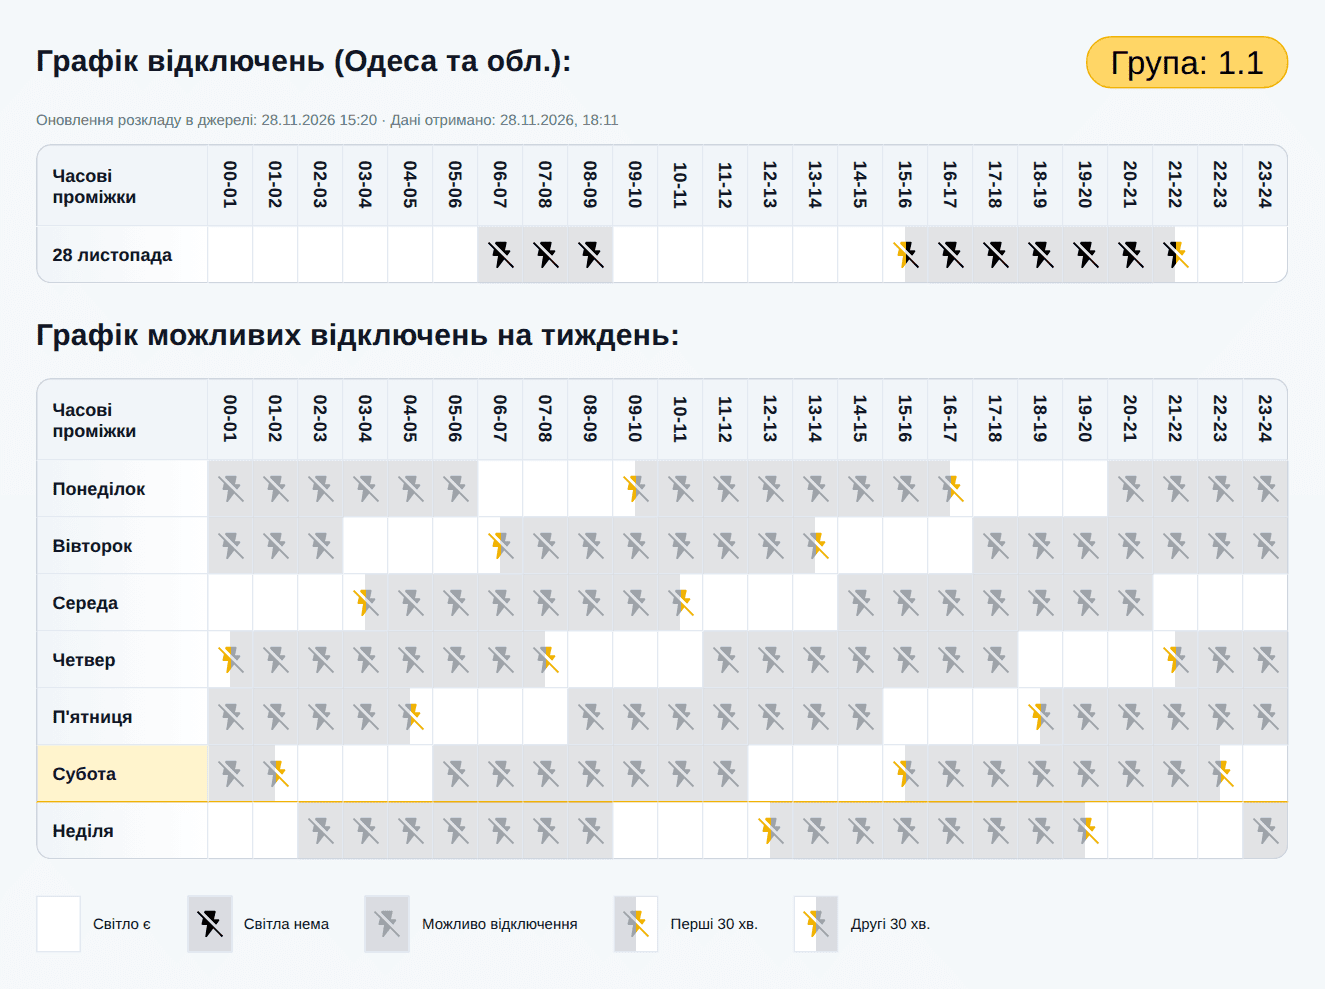 Графік відключень (Одеса та обл.):
Група: 1.1
Оновлення розкладу в джерелі: 28.11.2026 15:20 · Дані отримано: 28.11.2026, 18:11
Часові проміжки 00-01 01-02 02-03 03-04 04-05 05-06 06-07 07-08 08-09 09-10 10-11 11-12 12-13 13-14 14-15 15-16 16-17 17-18 18-19 19-20 20-21 21-22 22-23 23-24
28 листопада
Графік можливих відключень на тиждень:
Часові проміжки 00-01 01-02 02-03 03-04 04-05 05-06 06-07 07-08 08-09 09-10 10-11 11-12 12-13 13-14 14-15 15-16 16-17 17-18 18-19 19-20 20-21 21-22 22-23 23-24
Понеділок
Вівторок
Середа
Четвер
П'ятниця
Субота
Неділя
Світло є Світла нема Можливо відключення Перші 30 хв. Другі 30 хв.